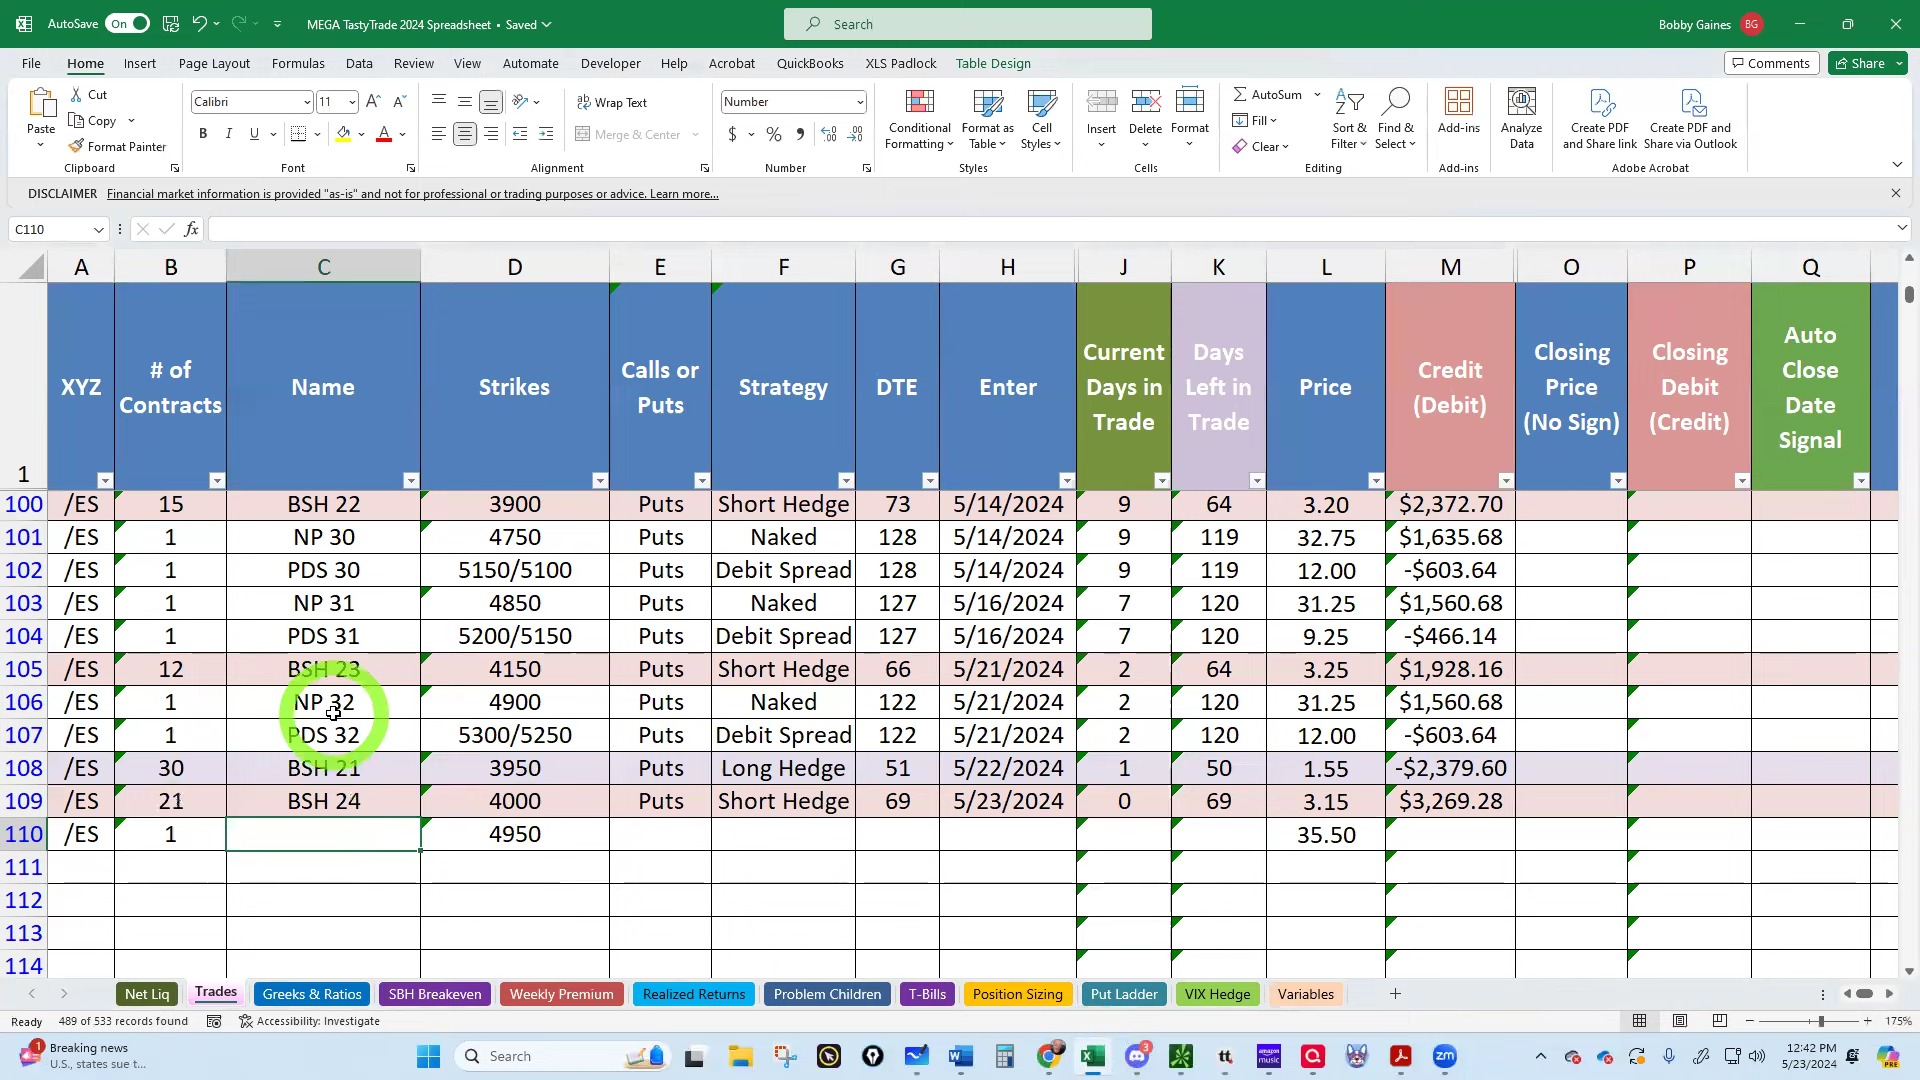 AutoSave On MEGA TastyTrade 2024 Spreadsheet • Saved Search Bobby Gaines BG
File Home Insert Page Layout Formulas Data Review View Automate Developer Help Acrobat QuickBooks XLS Padlock Table Design Comments Share
Paste Cut Copy Format Painter Clipboard
Calibri 11 B I U A Font
Wrap Text Merge & Center Alignment
Number $ % , Number
Conditional Formatting Format as Table Cell Styles Styles
Insert Delete Format Cells
AutoSum Fill Clear Sort & Filter Find & Select Editing
Add-ins Add-ins
Analyze Data
Create PDF and Share link Create PDF and Share via Outlook Adobe Acrobat
DISCLAIMER Financial market information is provided "as-is" and not for professional or trading purposes or advice. Learn more...
C110 fx
A B C D E F G H J K L M O P Q
1 XYZ # of Contracts Name Strikes Calls or Puts Strategy DTE Enter Current Days in Trade Days Left in Trade Price Credit (Debit) Closing Price (No Sign) Closing Debit (Credit) Auto Close Date Signal
100 /ES 15 BSH 22 3900 Puts Short Hedge 73 5/14/2024 9 64 3.20 $2,372.70
101 /ES 1 NP 30 4750 Puts Naked 128 5/14/2024 9 119 32.75 $1,635.68
102 /ES 1 PDS 30 5150/5100 Puts Debit Spread 128 5/14/2024 9 119 12.00 -$603.64
103 /ES 1 NP 31 4850 Puts Naked 127 5/16/2024 7 120 31.25 $1,560.68
104 /ES 1 PDS 31 5200/5150 Puts Debit Spread 127 5/16/2024 7 120 9.25 -$466.14
105 /ES 12 BSH 23 4150 Puts Short Hedge 66 5/21/2024 2 64 3.25 $1,928.16
106 /ES 1 NP 32 4900 Puts Naked 122 5/21/2024 2 120 31.25 $1,560.68
107 /ES 1 PDS 32 5300/5250 Puts Debit Spread 122 5/21/2024 2 120 12.00 -$603.64
108 /ES 30 BSH 21 3950 Puts Long Hedge 51 5/22/2024 1 50 1.55 -$2,379.60
109 /ES 21 BSH 24 4000 Puts Short Hedge 69 5/23/2024 0 69 3.15 $3,269.28
110 /ES 1 4950 35.50
111
112
113
114
Net Liq Trades Greeks & Ratios SBH Breakeven Weekly Premium Realized Returns Problem Children T-Bills Position Sizing Put Ladder VIX Hedge Variables
Ready 489 of 533 records found Accessibility: Investigate 175%
1 Breaking news
U.S., states sue t...
Search
3
tt
amazon music
zm
12:42 PM
5/23/2024
PRE